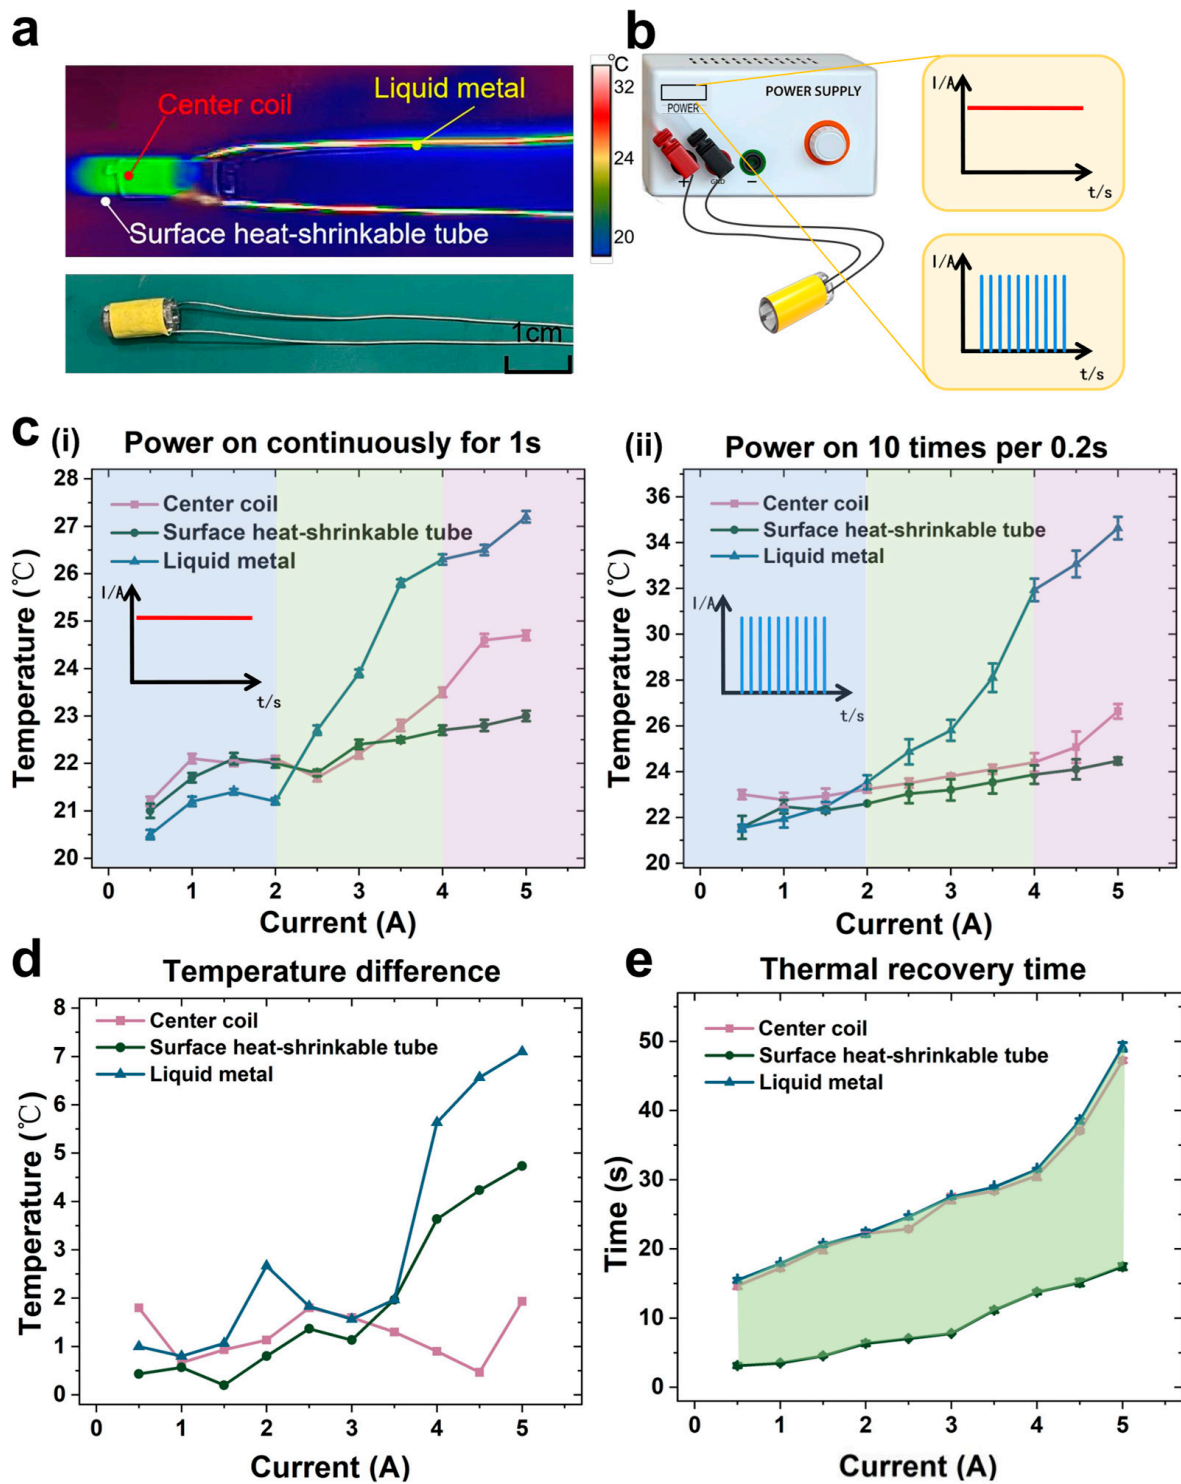 a
℃
32
24
20
Center coil
Liquid metal
Surface heat-shrinkable tube
1cm
b
POWER
POWER SUPPLY
+
GND
−
I/A
t/s
I/A
t/s
c
(i)
Power on continuously for 1s
Center coil
Surface heat-shrinkable tube
Liquid metal
I/A
t/s
28
27
26
25
24
23
22
21
20
Temperature (℃)
0 1 2 3 4 5
Current (A)
(ii)
Power on 10 times per 0.2s
Center coil
Surface heat-shrinkable tube
Liquid metal
I/A
t/s
36
34
32
30
28
26
24
22
20
Temperature (℃)
0 1 2 3 4 5
Current (A)
d
Temperature difference
Center coil
Surface heat-shrinkable tube
Liquid metal
8
7
6
5
4
3
2
1
0
Temperature (℃)
0 1 2 3 4 5
Current (A)
e
Thermal recovery time
Center coil
Surface heat-shrinkable tube
Liquid metal
50
40
30
20
10
0
Time (s)
0 1 2 3 4 5
Current (A)